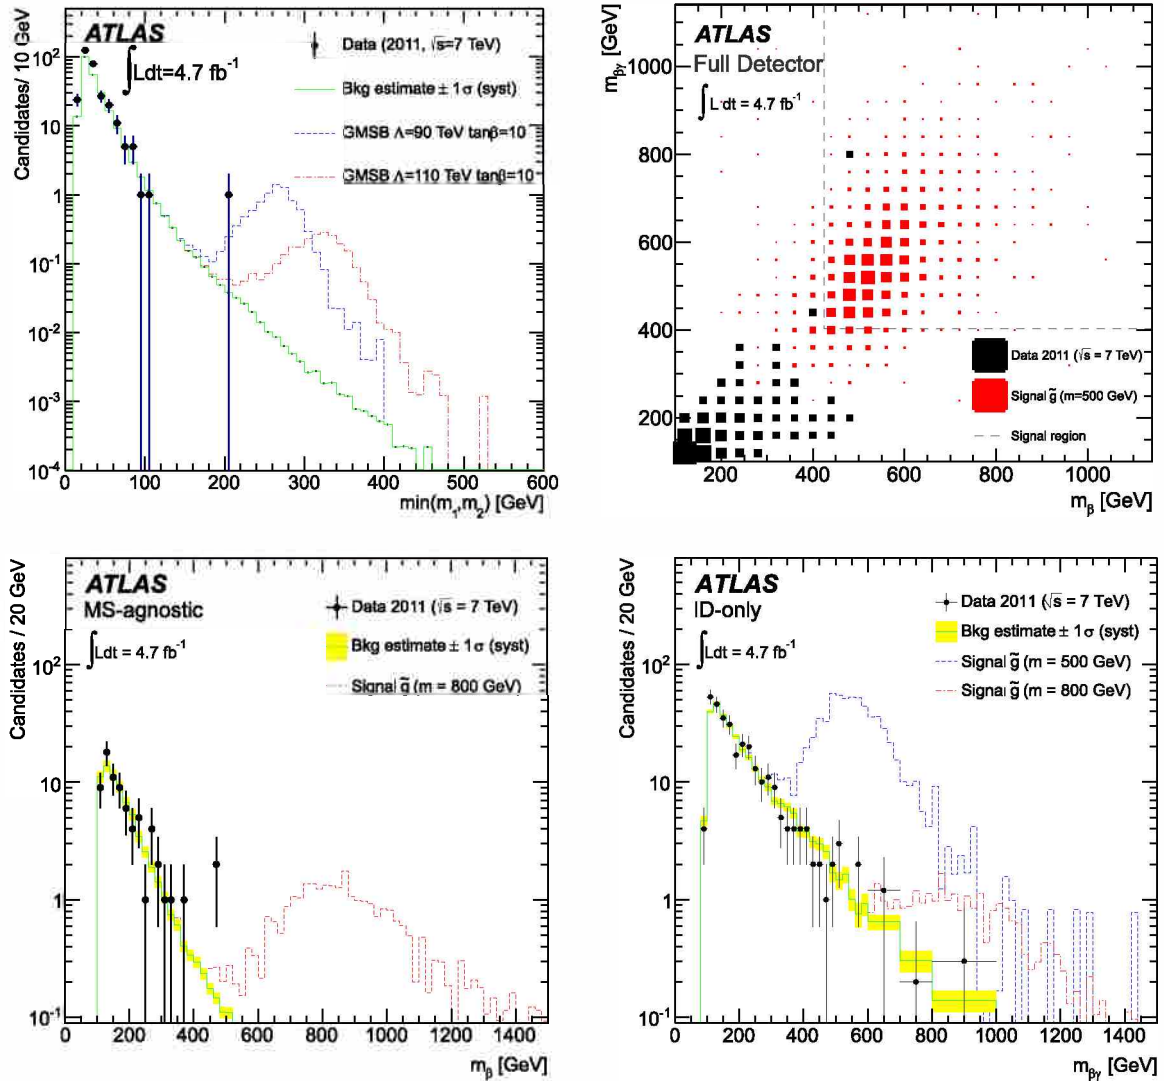 ATLAS
∫Ldt=4.7 fb⁻¹
Data (2011, √s=7 TeV)
Bkg estimate ± 1σ (syst)
GMSB Λ=90 TeV tanβ=10
GMSB Λ=110 TeV tanβ=10
Candidates/ 10 GeV
10²
10
1
10⁻¹
10⁻²
10⁻³
10⁻⁴
0 100 200 300 400 500 600
min(m₁,m₂) [GeV]
ATLAS
Full Detector
∫L dt = 4.7 fb⁻¹
m_βγ [GeV]
1000
800
600
400
200
Data 2011 (√s = 7 TeV)
Signal g̃ (m=500 GeV)
Signal region
200 400 600 800 1000
m_β [GeV]
ATLAS
MS-agnostic
∫Ldt = 4.7 fb⁻¹
Data 2011 (√s = 7 TeV)
Bkg estimate ± 1σ (syst)
Signal g̃ (m = 800 GeV)
Candidates / 20 GeV
10²
10
1
10⁻¹
0 200 400 600 800 1000 1200 1400
m_β [GeV]
ATLAS
ID-only
∫Ldt = 4.7 fb⁻¹
Data 2011 (√s = 7 TeV)
Bkg estimate ± 1σ (syst)
Signal g̃ (m = 500 GeV)
Signal g̃ (m = 800 GeV)
Candidates / 20 GeV
10²
10
1
10⁻¹
0 200 400 600 800 1000 1200 1400
m_βγ [GeV]